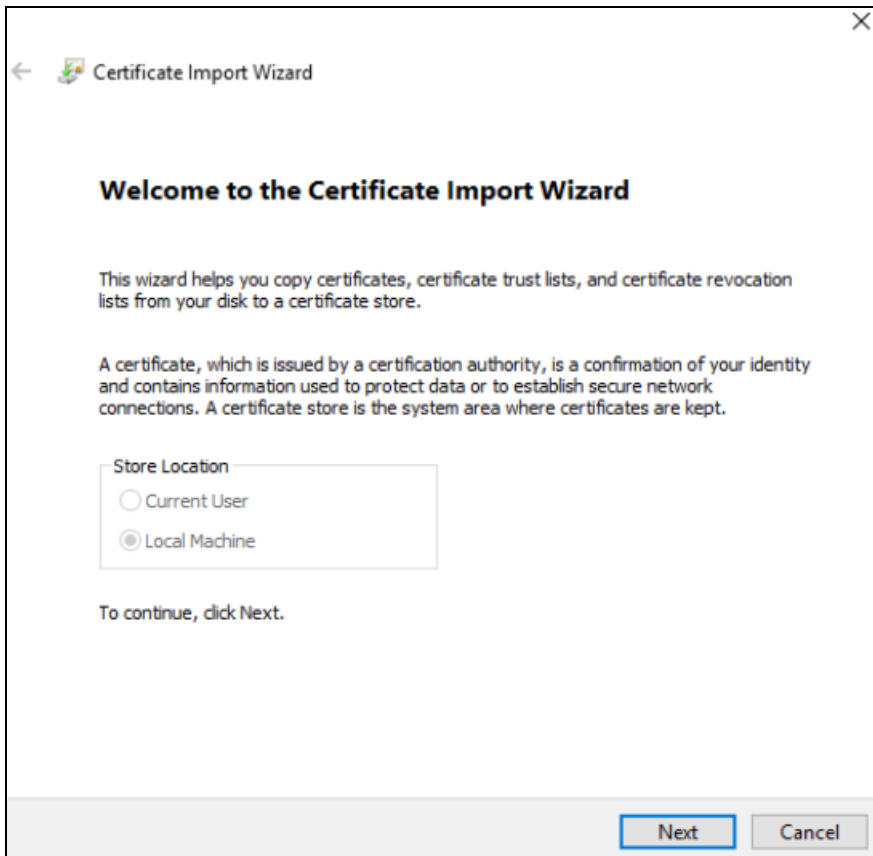 Certificate Import Wizard
Welcome to the Certificate Import Wizard
This wizard helps you copy certificates, certificate trust lists, and certificate revocation
lists from your disk to a certificate store.
A certificate, which is issued by a certification authority, is a confirmation of your identity
and contains information used to protect data or to establish secure network
connections. A certificate store is the system area where certificates are kept.
Store Location
Current User
Local Machine
To continue, click Next.
Next
Cancel